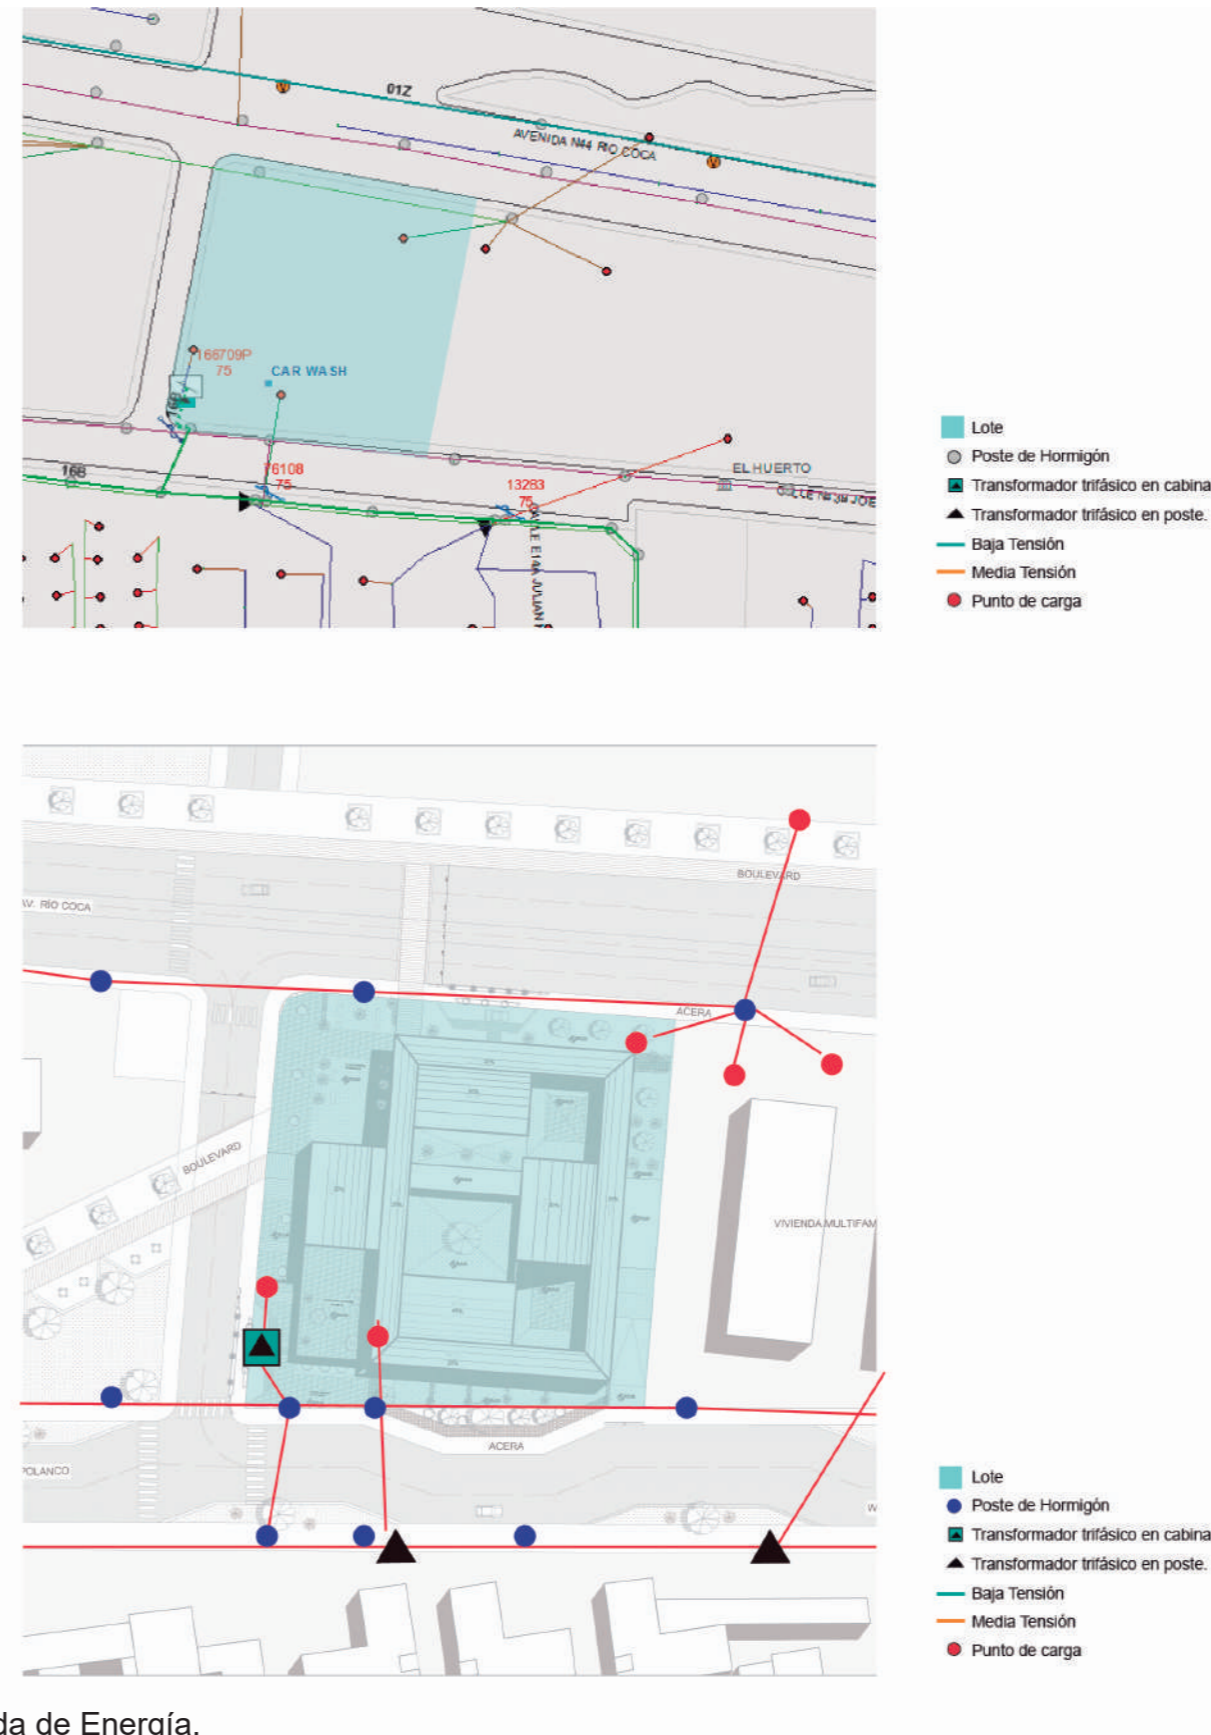 01Z
AVENIDA N44 RIO COCA
166709P
75
CAR WASH
16B
76108
75
13283
75
EL HUERTO
Lote
Poste de Hormigón
Transformador trifásico en cabina
Transformador trifásico en poste.
Baja Tensión
Media Tensión
Punto de carga
BOULEVARD
AV. RÍO COCA
ACERA
BOULEVARD
VIVIENDA MULTIFAM
ACERA
POLANCO
W
Lote
Poste de Hormigón
Transformador trifásico en cabina
Transformador trifásico en poste.
Baja Tensión
Media Tensión
Punto de carga
da de Energía.